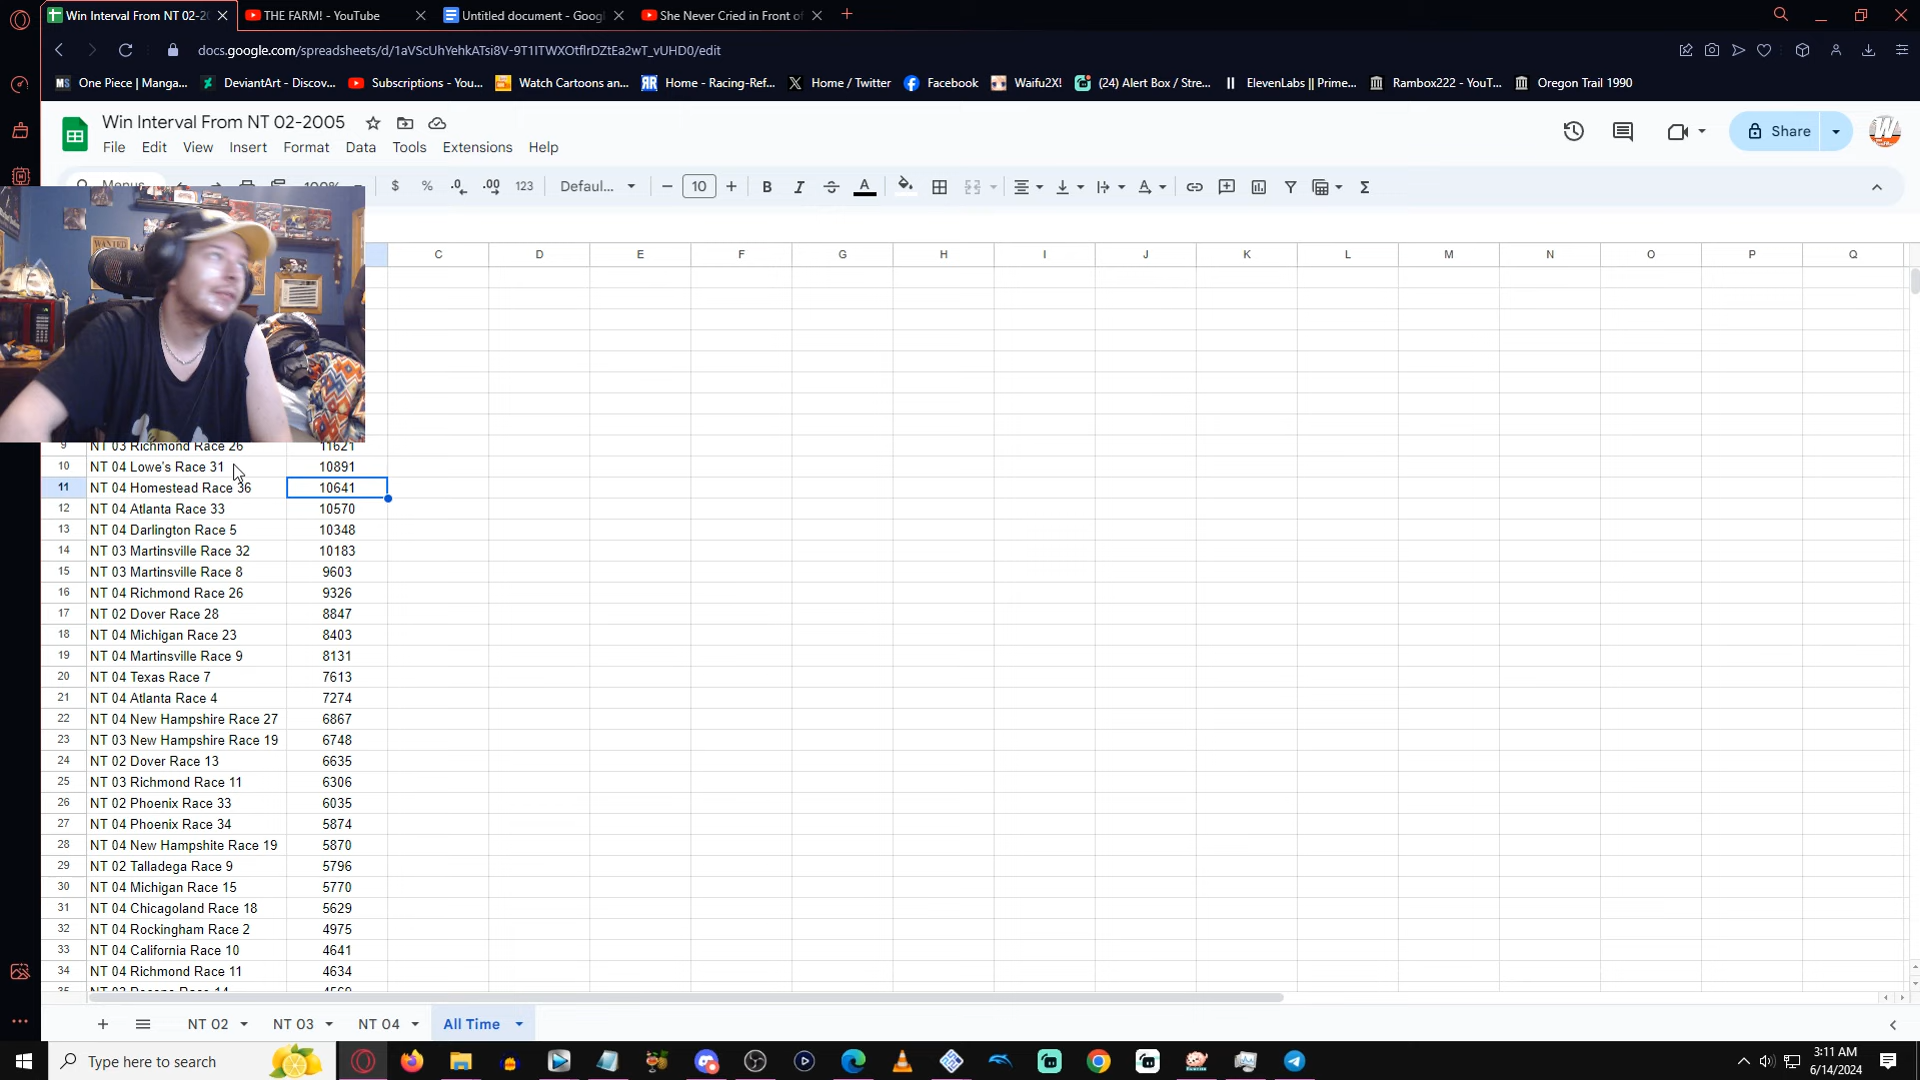 Win Interval From NT 02-2
THE FARM! - YouTube
Untitled document - Goog
She Never Cried in Front of
docs.google.com/spreadsheets/d/1aVScUhYehkATsi8V-9T1ITWXOtflrDZtEa2wT_vUHD0/edit
One Piece | Manga...
DeviantArt - Discov...
Subscriptions - You...
Watch Cartoons an...
Home - Racing-Ref...
Home / Twitter
Facebook
Waifu2X!
(24) Alert Box / Stre...
ElevenLabs || Prime...
Rambox222 - YouT...
Oregon Trail 1990
Win Interval From NT 02-2005
File Edit View Insert Format Data Tools Extensions Help
Share
$ % .0 .00 123 Defaul... 10 B I A
C D E F G H I J K L M N O P Q
9 NT 03 Richmond Race 26 11621
10 NT 04 Lowe's Race 31 10891
11 NT 04 Homestead Race 36 10641
12 NT 04 Atlanta Race 33 10570
13 NT 04 Darlington Race 5 10348
14 NT 03 Martinsville Race 32 10183
15 NT 03 Martinsville Race 8 9603
16 NT 04 Richmond Race 26 9326
17 NT 02 Dover Race 28 8847
18 NT 04 Michigan Race 23 8403
19 NT 04 Martinsville Race 9 8131
20 NT 04 Texas Race 7 7613
21 NT 04 Atlanta Race 4 7274
22 NT 04 New Hampshire Race 27 6867
23 NT 03 New Hampshire Race 19 6748
24 NT 02 Dover Race 13 6635
25 NT 03 Richmond Race 11 6306
26 NT 02 Phoenix Race 33 6035
27 NT 04 Phoenix Race 34 5874
28 NT 04 New Hampshite Race 19 5870
29 NT 02 Talladega Race 9 5796
30 NT 04 Michigan Race 15 5770
31 NT 04 Chicagoland Race 18 5629
32 NT 04 Rockingham Race 2 4975
33 NT 04 California Race 10 4641
34 NT 04 Richmond Race 11 4634
NT 02 NT 03 NT 04 All Time
Type here to search
3:11 AM
6/14/2024